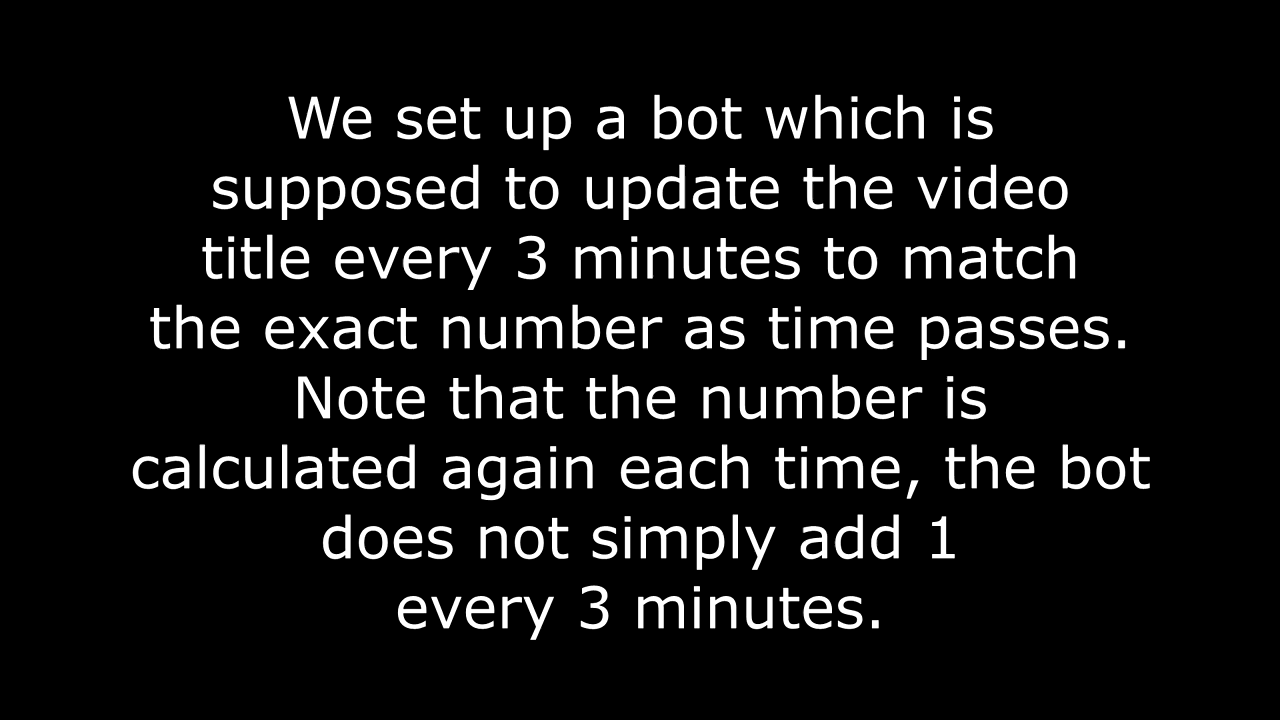 We set up a bot which is
supposed to update the video
title every 3 minutes to match
the exact number as time passes.
Note that the number is
calculated again each time, the bot
does not simply add 1
every 3 minutes.